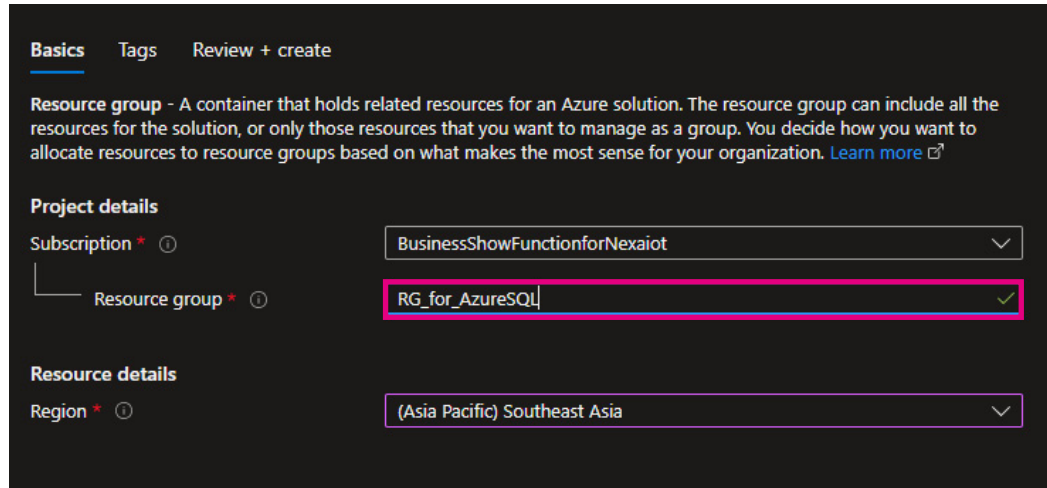 Basics Tags Review + create
Resource group - A container that holds related resources for an Azure solution. The resource group can include all the
resources for the solution, or only those resources that you want to manage as a group. You decide how you want to
allocate resources to resource groups based on what makes the most sense for your organization. Learn more
Project details
Subscription * BusinessShowFunctionforNexaiot
Resource group * RG_for_AzureSQL
Resource details
Region * (Asia Pacific) Southeast Asia